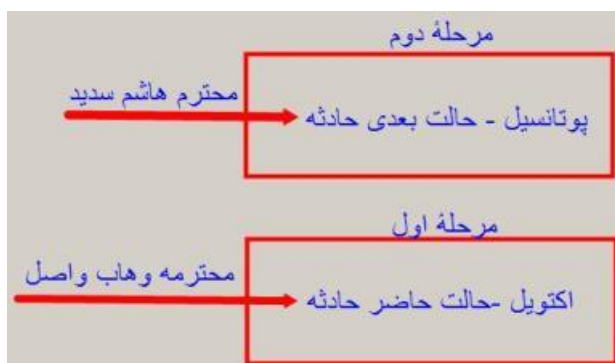 مرحلهٔ دوم
محترم هاشم سدید
پوتانسیل - حالت بعدی حادثه
مرحلهٔ اول
محترمه وهاب واصل
اکتویل -حالت حاضر حادثه